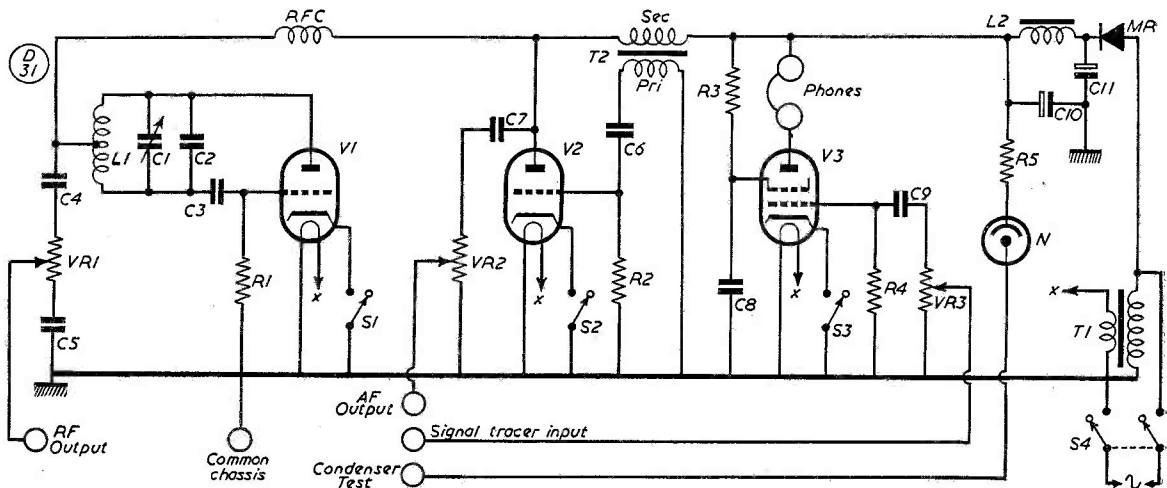 RFC
Sec
L2
MR
D
31
T2
Pri
R3
Phones
C11
C10
L1
C1
C2
V1
C7
V2
C6
V3
R5
C4
C3
C9
N
VR1
R1
VR2
R2
C8
R4
VR3
x
x
x
x
T1
C5
S1
S2
S3
RF
Output
Common
chassis
AF
Output
Signal tracer input
Condenser
Test
S4